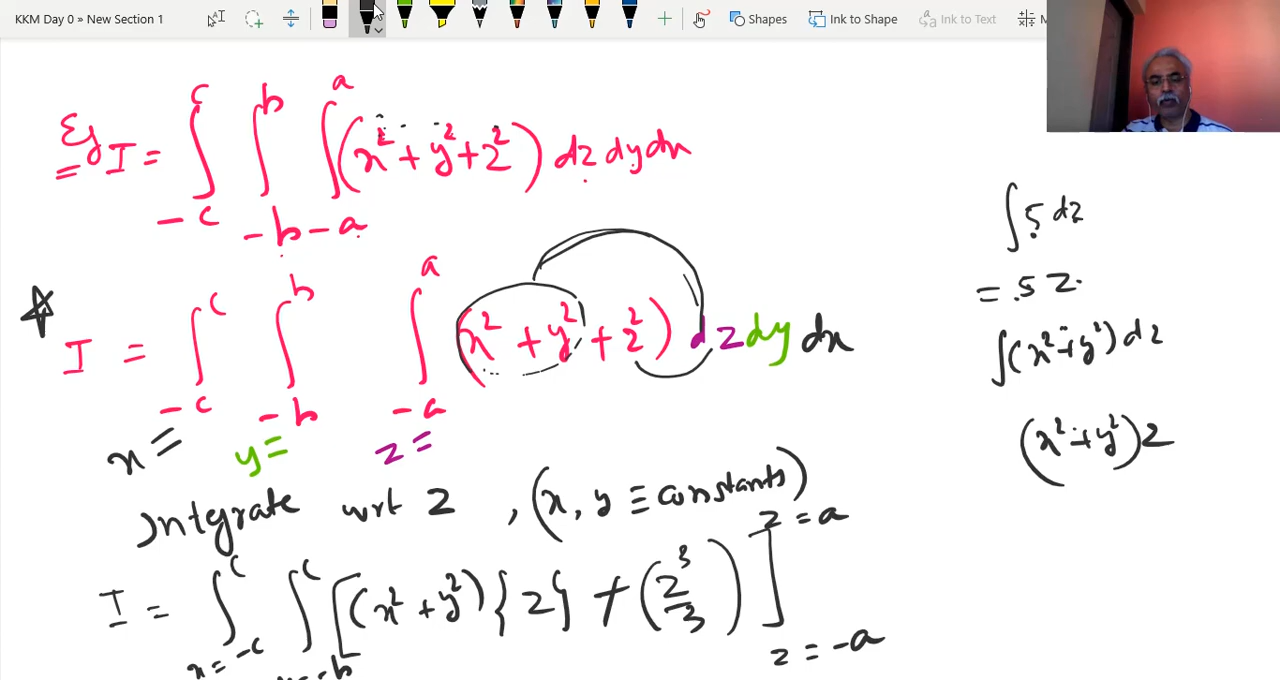 KKM Day 0 » New Section 1
Shapes Ink to Shape Ink to Text
Eg I = ∫_{-c}^{c} ∫_{-b}^{b} ∫_{-a}^{a} (x² + y² + z²) dz dy dx
I = ∫_{-c}^{c} ∫_{-b}^{b} ∫_{-a}^{a} (x² + y² + z²) dz dy dx
x = y = z =
Integrate wrt z , (x, y ≡ constants)
I = ∫_{x=-c}^{c} ∫_{-b}^{c} [(x² + y²){z} + (z³/3)]_{z=-a}^{z=a}
∫5 dz
= 5 z.
∫(x² + y²) dz
(x² + y²) z